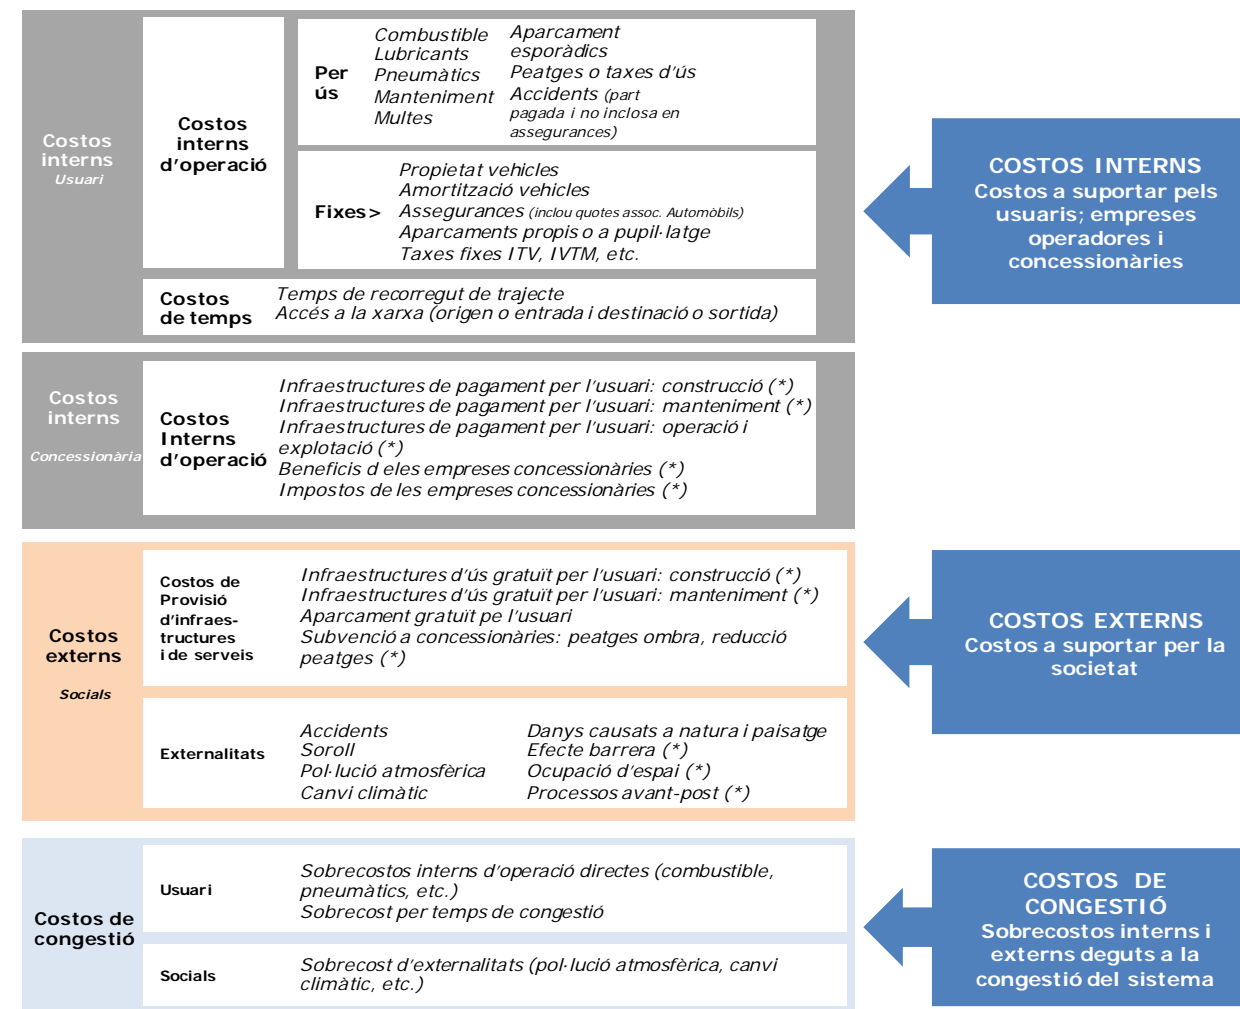 Costos
interns
Usuari
Costos
interns
d'operació
Per
ús
Combustible
Lubricants
Pneumàtics
Manteniment
Multes
Aparcament
esporàdics
Peatges o taxes d'ús
Accidents (part
pagada i no inclosa en
assegurances)
Fixes>
Propietat vehicles
Amortització vehicles
Assegurances (inclou quotes assoc. Automòbils)
Aparcaments propis o a pupil·latge
Taxes fixes ITV, IVTM, etc.
Costos
de temps
Temps de recorregut de trajecte
Accés a la xarxa (origen o entrada i destinació o sortida)
COSTOS INTERNS
Costos a suportar pels
usuaris; empreses
operadores i
concessionàries
Costos
interns
Concessionària
Costos
Interns
d'operació
Infraestructures de pagament per l'usuari: construcció (*)
Infraestructures de pagament per l'usuari: manteniment (*)
Infraestructures de pagament per l'usuari: operació i
explotació (*)
Beneficis d eles empreses concessionàries (*)
Impostos de les empreses concessionàries (*)
Costos
externs
Socials
Costos de
Provisió
d'infraes-
tructures
i de serveis
Infraestructures d'ús gratuït per l'usuari: construcció (*)
Infraestructures d'ús gratuït per l'usuari: manteniment (*)
Aparcament gratuït pe l'usuari
Subvenció a concessionàries: peatges ombra, reducció
peatges (*)
Externalitats
Accidents
Soroll
Pol·lució atmosfèrica
Canvi climàtic
Danys causats a natura i paisatge
Efecte barrera (*)
Ocupació d'espai (*)
Processos avant-post (*)
COSTOS EXTERNS
Costos a suportar per la
societat
Costos de
congestió
Usuari
Sobrecostos interns d'operació directes (combustible,
pneumàtics, etc.)
Sobrecost per temps de congestió
Socials
Sobrecost d'externalitats (pol·lució atmosfèrica, canvi
climàtic, etc.)
COSTOS DE
CONGESTIÓ
Sobrecostos interns i
externs deguts a la
congestió del sistema